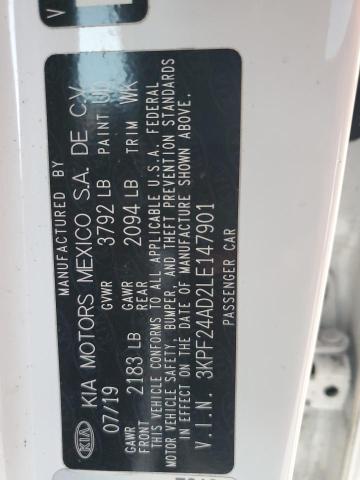 MANUFACTURED BY
KIA KIA MOTORS MEXICO S.A. DE C.V.
07/19 GVWR 3792 LB PAINT UD
GAWR FRONT 2183 LB GAWR REAR 2094 LB TRIM WK
THIS VEHICLE CONFORMS TO ALL APPLICABLE U.S.A. FEDERAL
MOTOR VEHICLE SAFETY, BUMPER, AND THEFT PREVENTION STANDARDS
IN EFFECT ON THE DATE OF MANUFACTURE SHOWN ABOVE.
V.I.N. 3KPF24AD2LE147901
PASSENGER CAR
V